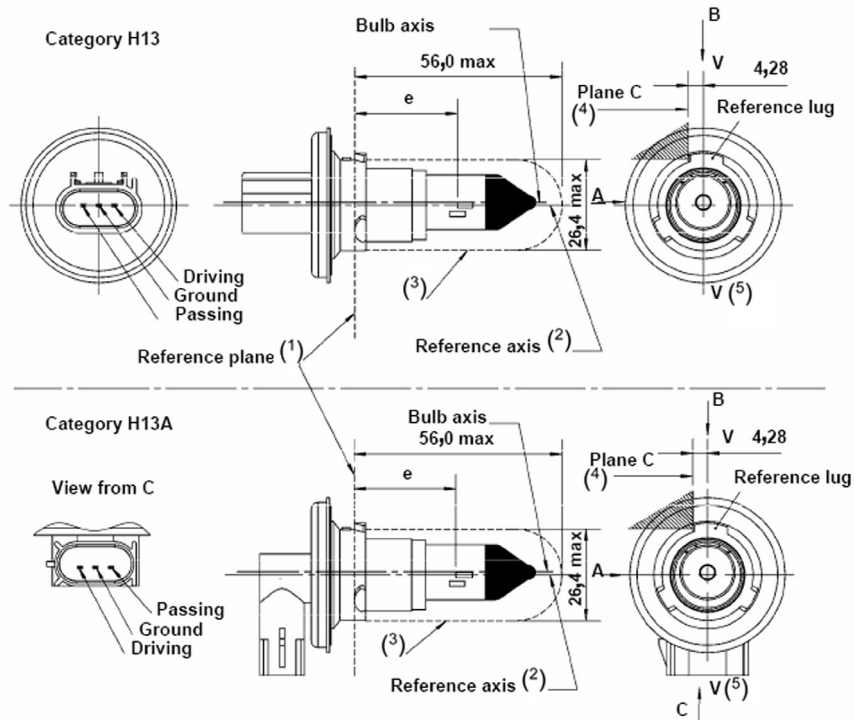 Category H13
Bulb axis
56,0 max
e
B
V
4,28
Plane C
(4)
Reference lug
A
26,4 max
(3)
V (5)
Driving
Ground
Passing
Reference plane (1)
Reference axis (2)
Category H13A
Bulb axis
56,0 max
e
B
V
4,28
Plane C
(4)
Reference lug
View from C
A
26,4 max
Passing
Ground
Driving
(3)
Reference axis (2)
V (5)
C